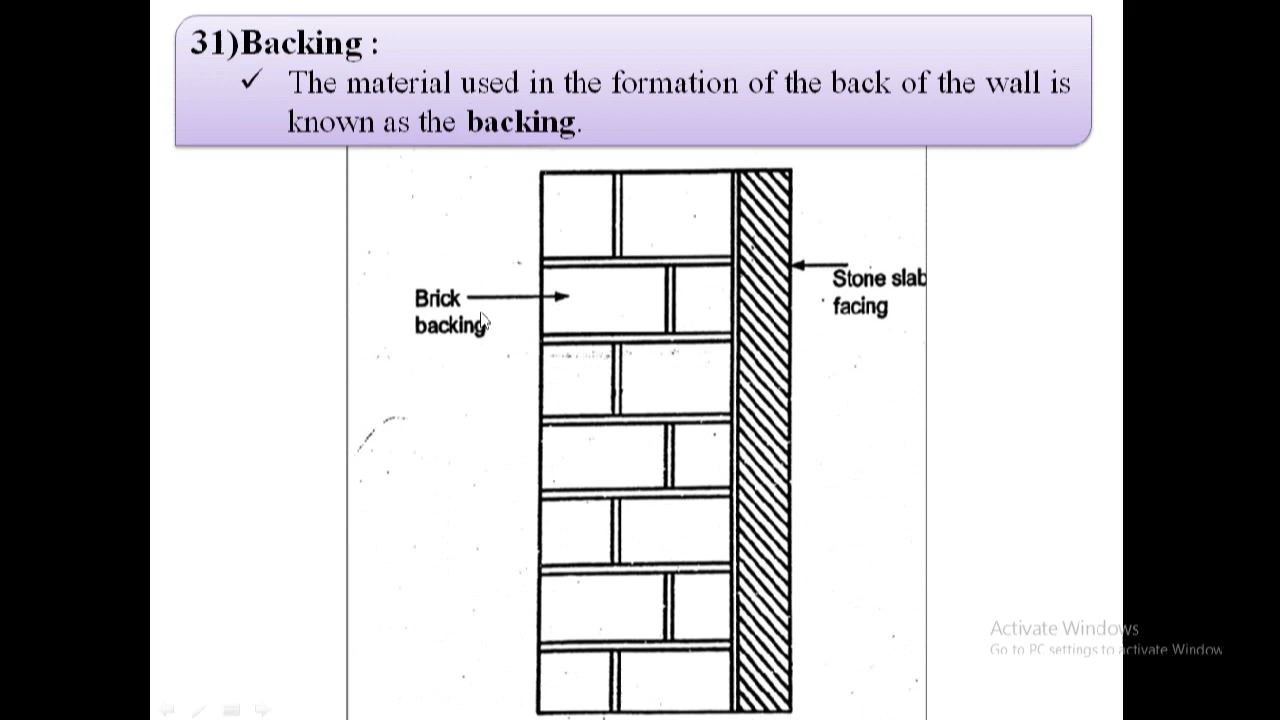 31)Backing :
✓ The material used in the formation of the back of the wall is
known as the backing.
Brick
backing
Stone slab
facing
Activate Windows
Go to PC settings to activate Window